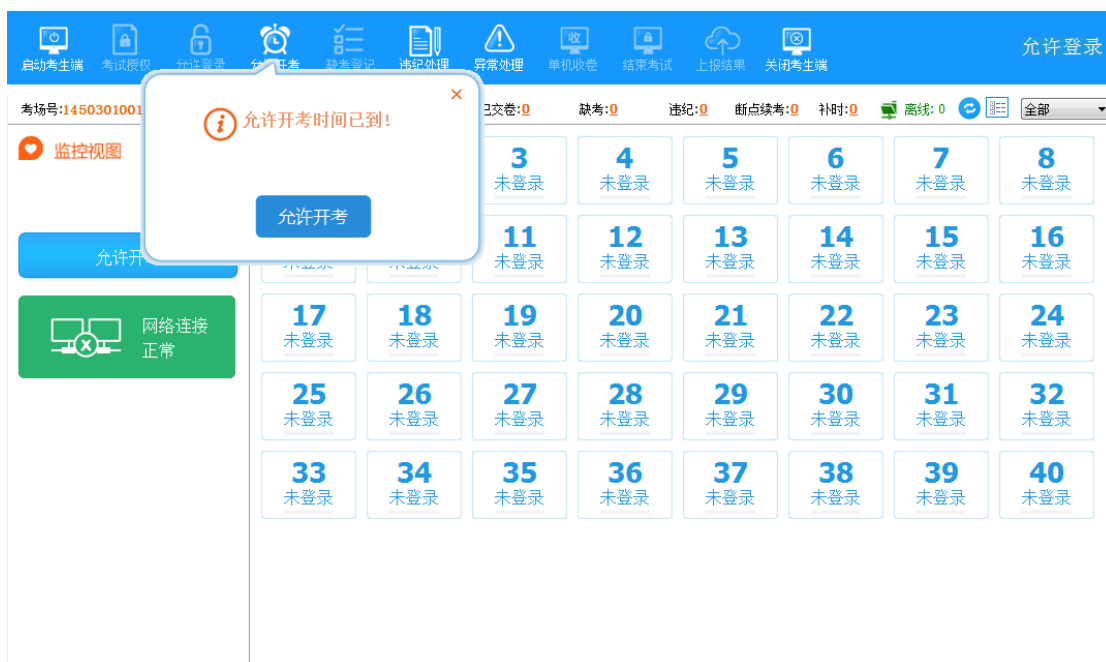 启动考生端 考试授权 允许登录 允许开考 缺考登记 违纪处理 异常处理 单机收卷 结束考试 上报结果 关闭考生端
允许登录
考场号:1450301001
已交卷:0 缺考:0 违纪:0 断点续考:0 补时:0 离线: 0 全部
允许开考时间已到!
允许开考
监控视图
允许开
网络连接
正常
3 4 5 6 7 8
未登录 未登录 未登录 未登录 未登录 未登录
11 12 13 14 15 16
未登录 未登录 未登录 未登录 未登录 未登录 未登录 未登录
17 18 19 20 21 22 23 24
未登录 未登录 未登录 未登录 未登录 未登录 未登录 未登录
25 26 27 28 29 30 31 32
未登录 未登录 未登录 未登录 未登录 未登录 未登录 未登录
33 34 35 36 37 38 39 40
未登录 未登录 未登录 未登录 未登录 未登录 未登录 未登录